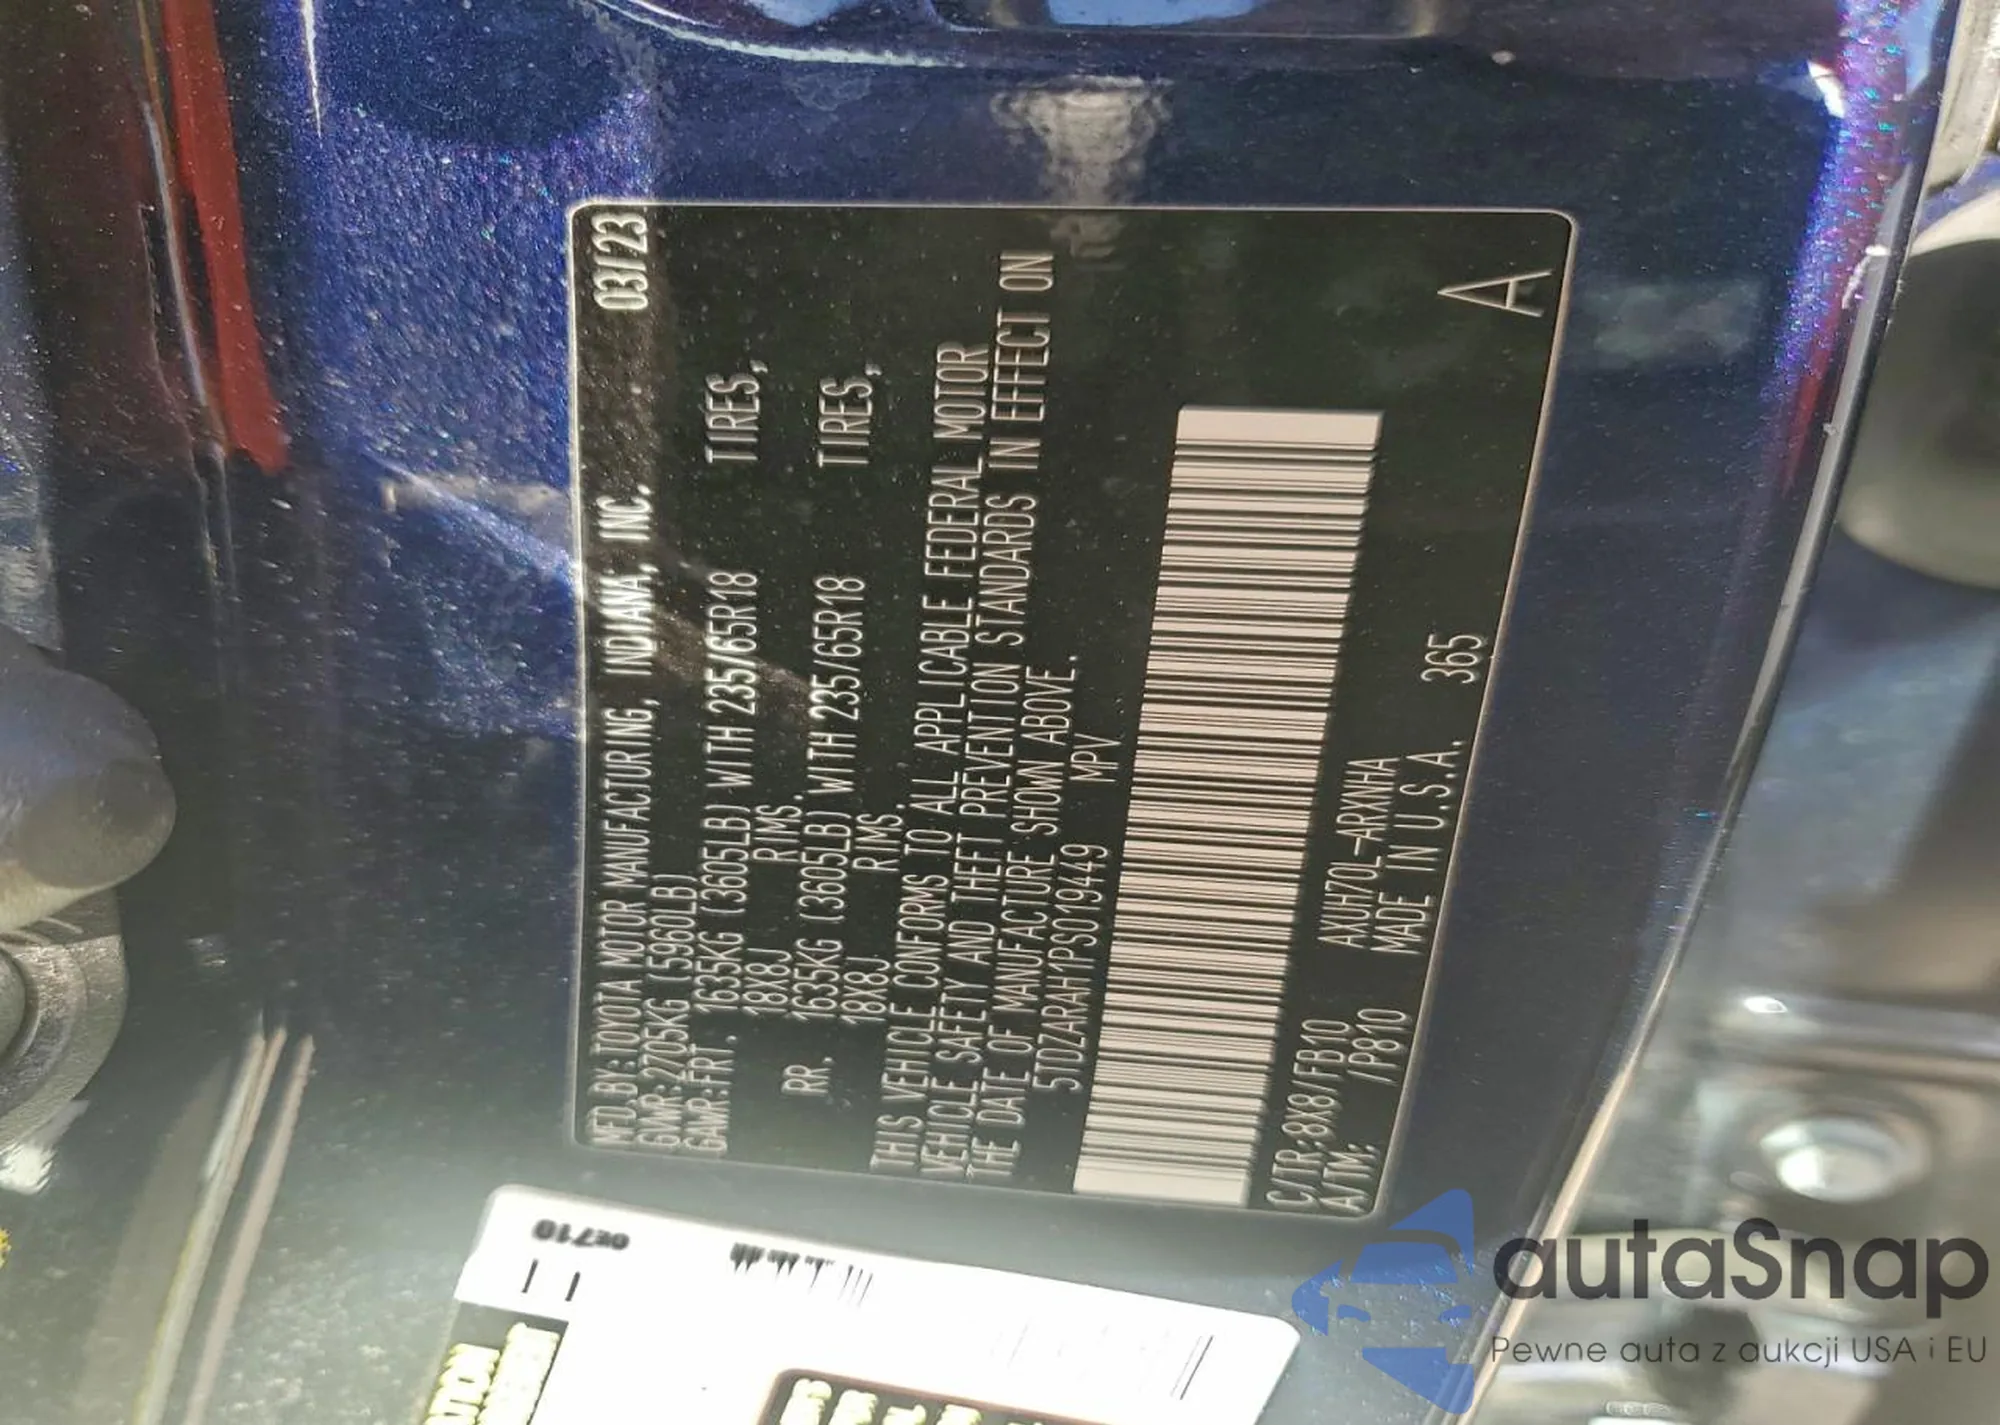 MFD.BY:TOYOTA MOTOR MANUFACTURING, INDIANA, INC. 03/23
GVWR:2705KG (5960LB)
GAWR:FRT. 1635KG (3605LB) WITH 235/65R18 TIRES,
18X8J RIMS.
RR. 1635KG (3605LB) WITH 235/65R18 TIRES,
18X8J RIMS.
THIS VEHICLE CONFORMS TO ALL APPLICABLE FEDERAL MOTOR
VEHICLE SAFETY AND THEFT PREVENTION STANDARDS IN EFFECT ON
THE DATE OF MANUFACTURE SHOWN ABOVE.
5TDZARAH1PS019449 MPV
C/TR:8X8/FB10 AXUH70L-ARXNHA
A/TM: /P810 MADE IN U.S.A. 365
A
autaSnap
Pewne auta z aukcji USA i EU